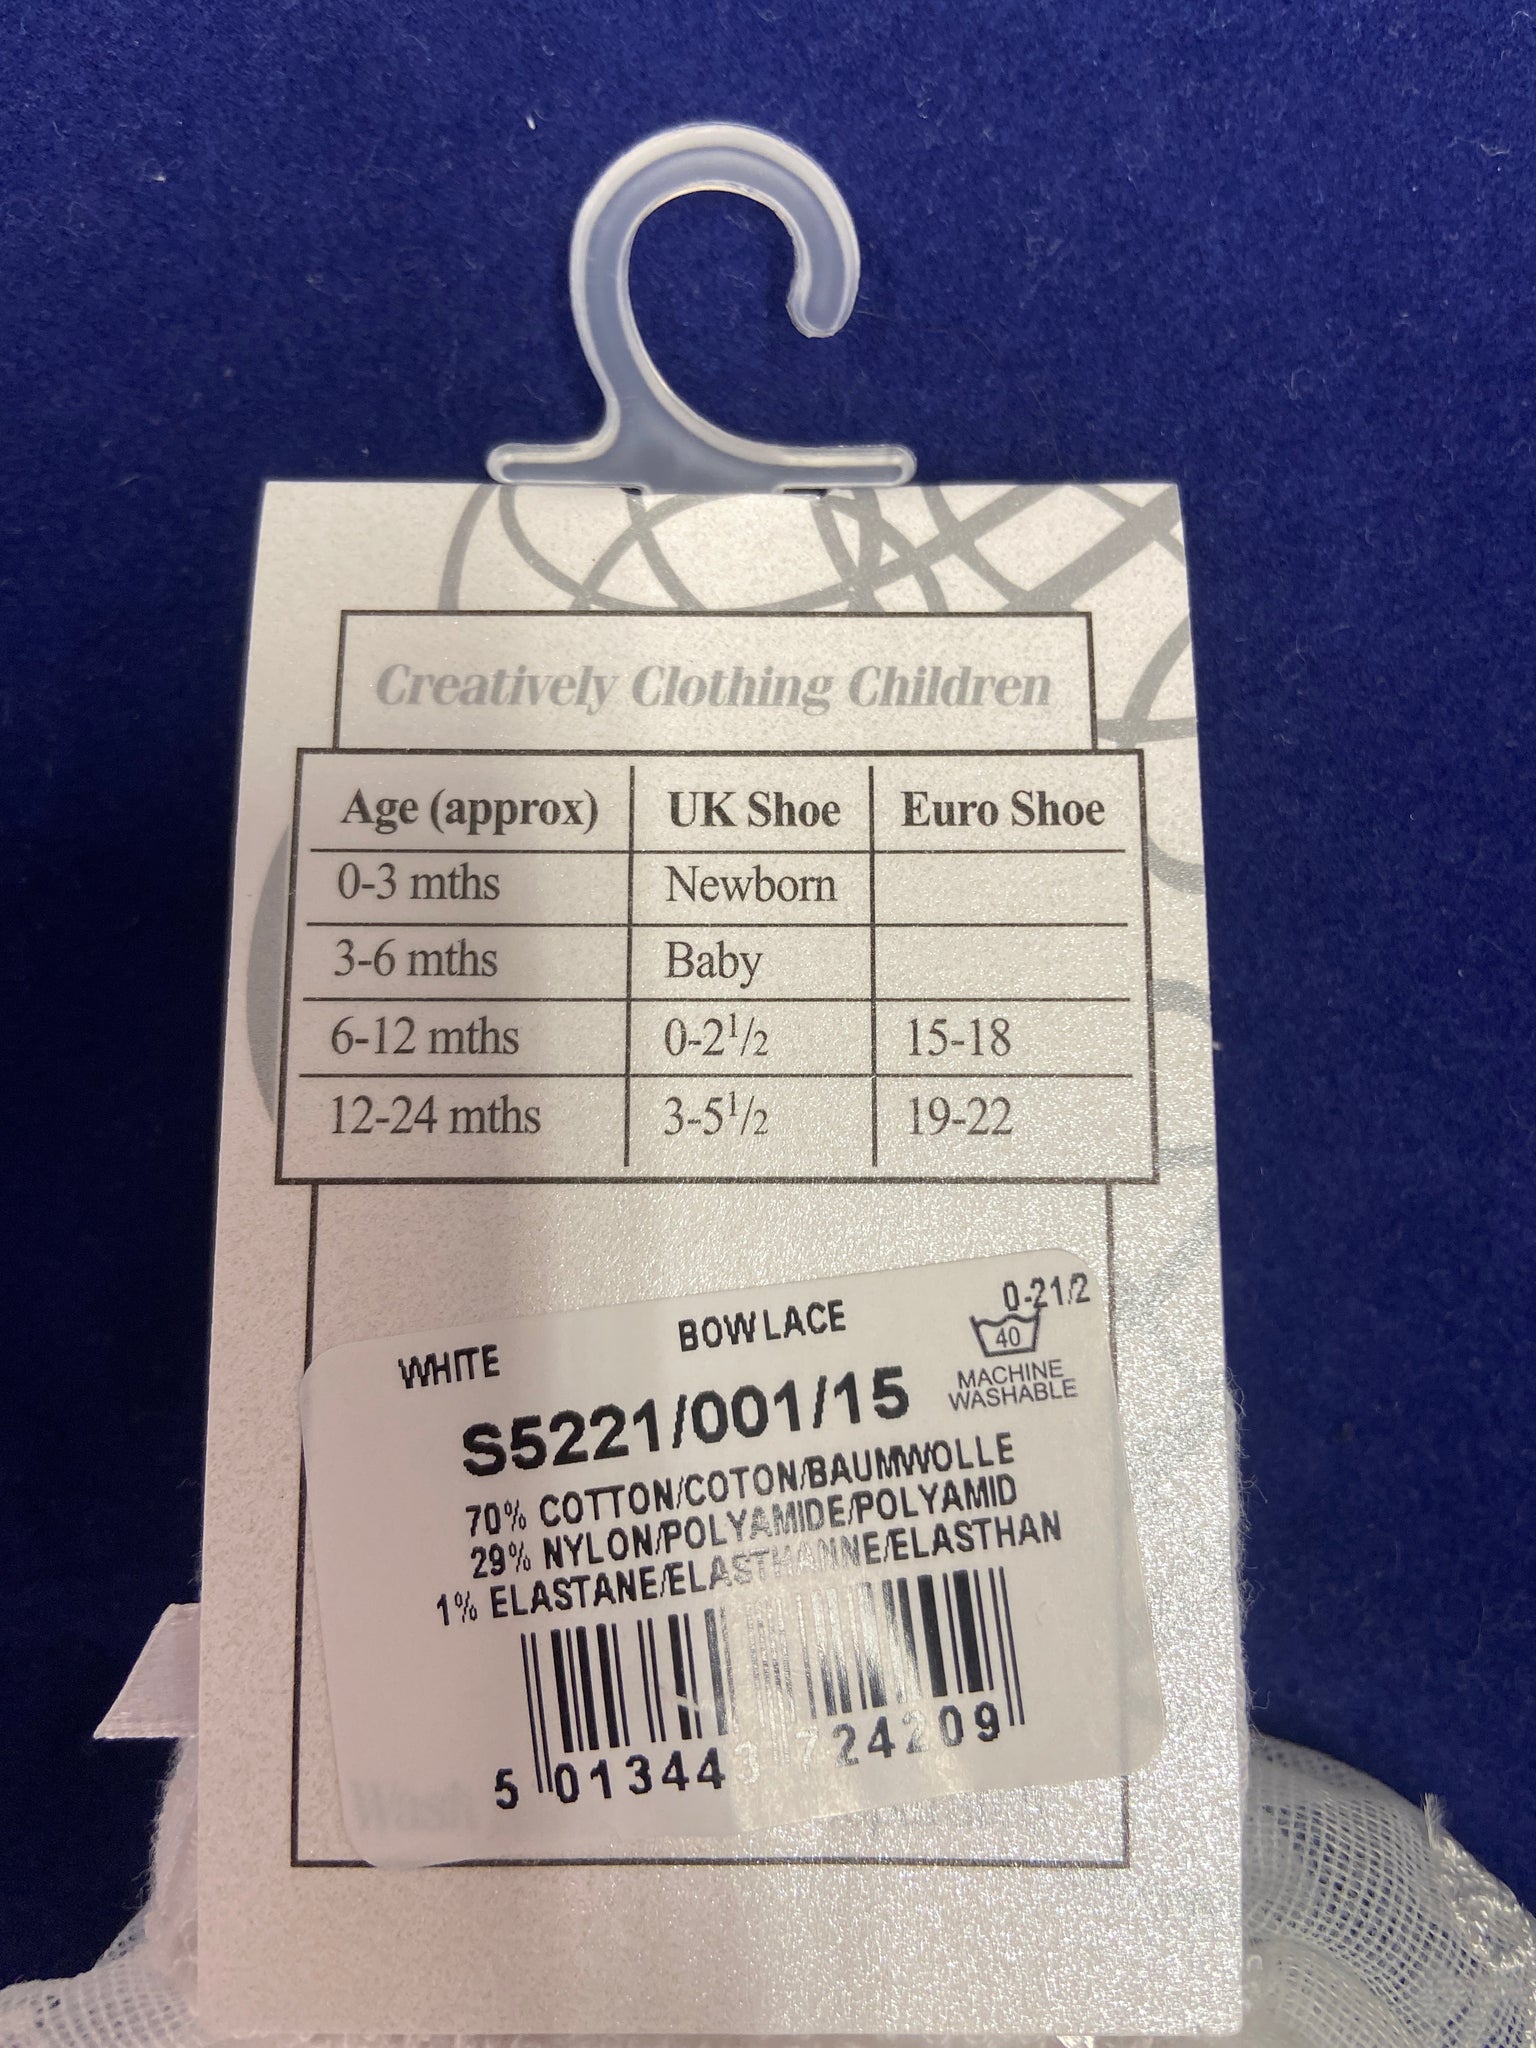 Creatively Clothing Children
Age (approx) UK Shoe Euro Shoe
0-3 mths Newborn
3-6 mths Baby
6-12 mths 0-2¹/2 15-18
12-24 mths 3-5¹/2 19-22
0-21/2
WHITE BOW LACE
40
MACHINE
WASHABLE
S5221/001/15
70% COTTON/COTON/BAUMWOLLE
29% NYLON/POLYAMIDE/POLYAMID
1% ELASTANE/ELASTHANNE/ELASTHAN
5 013443 724209